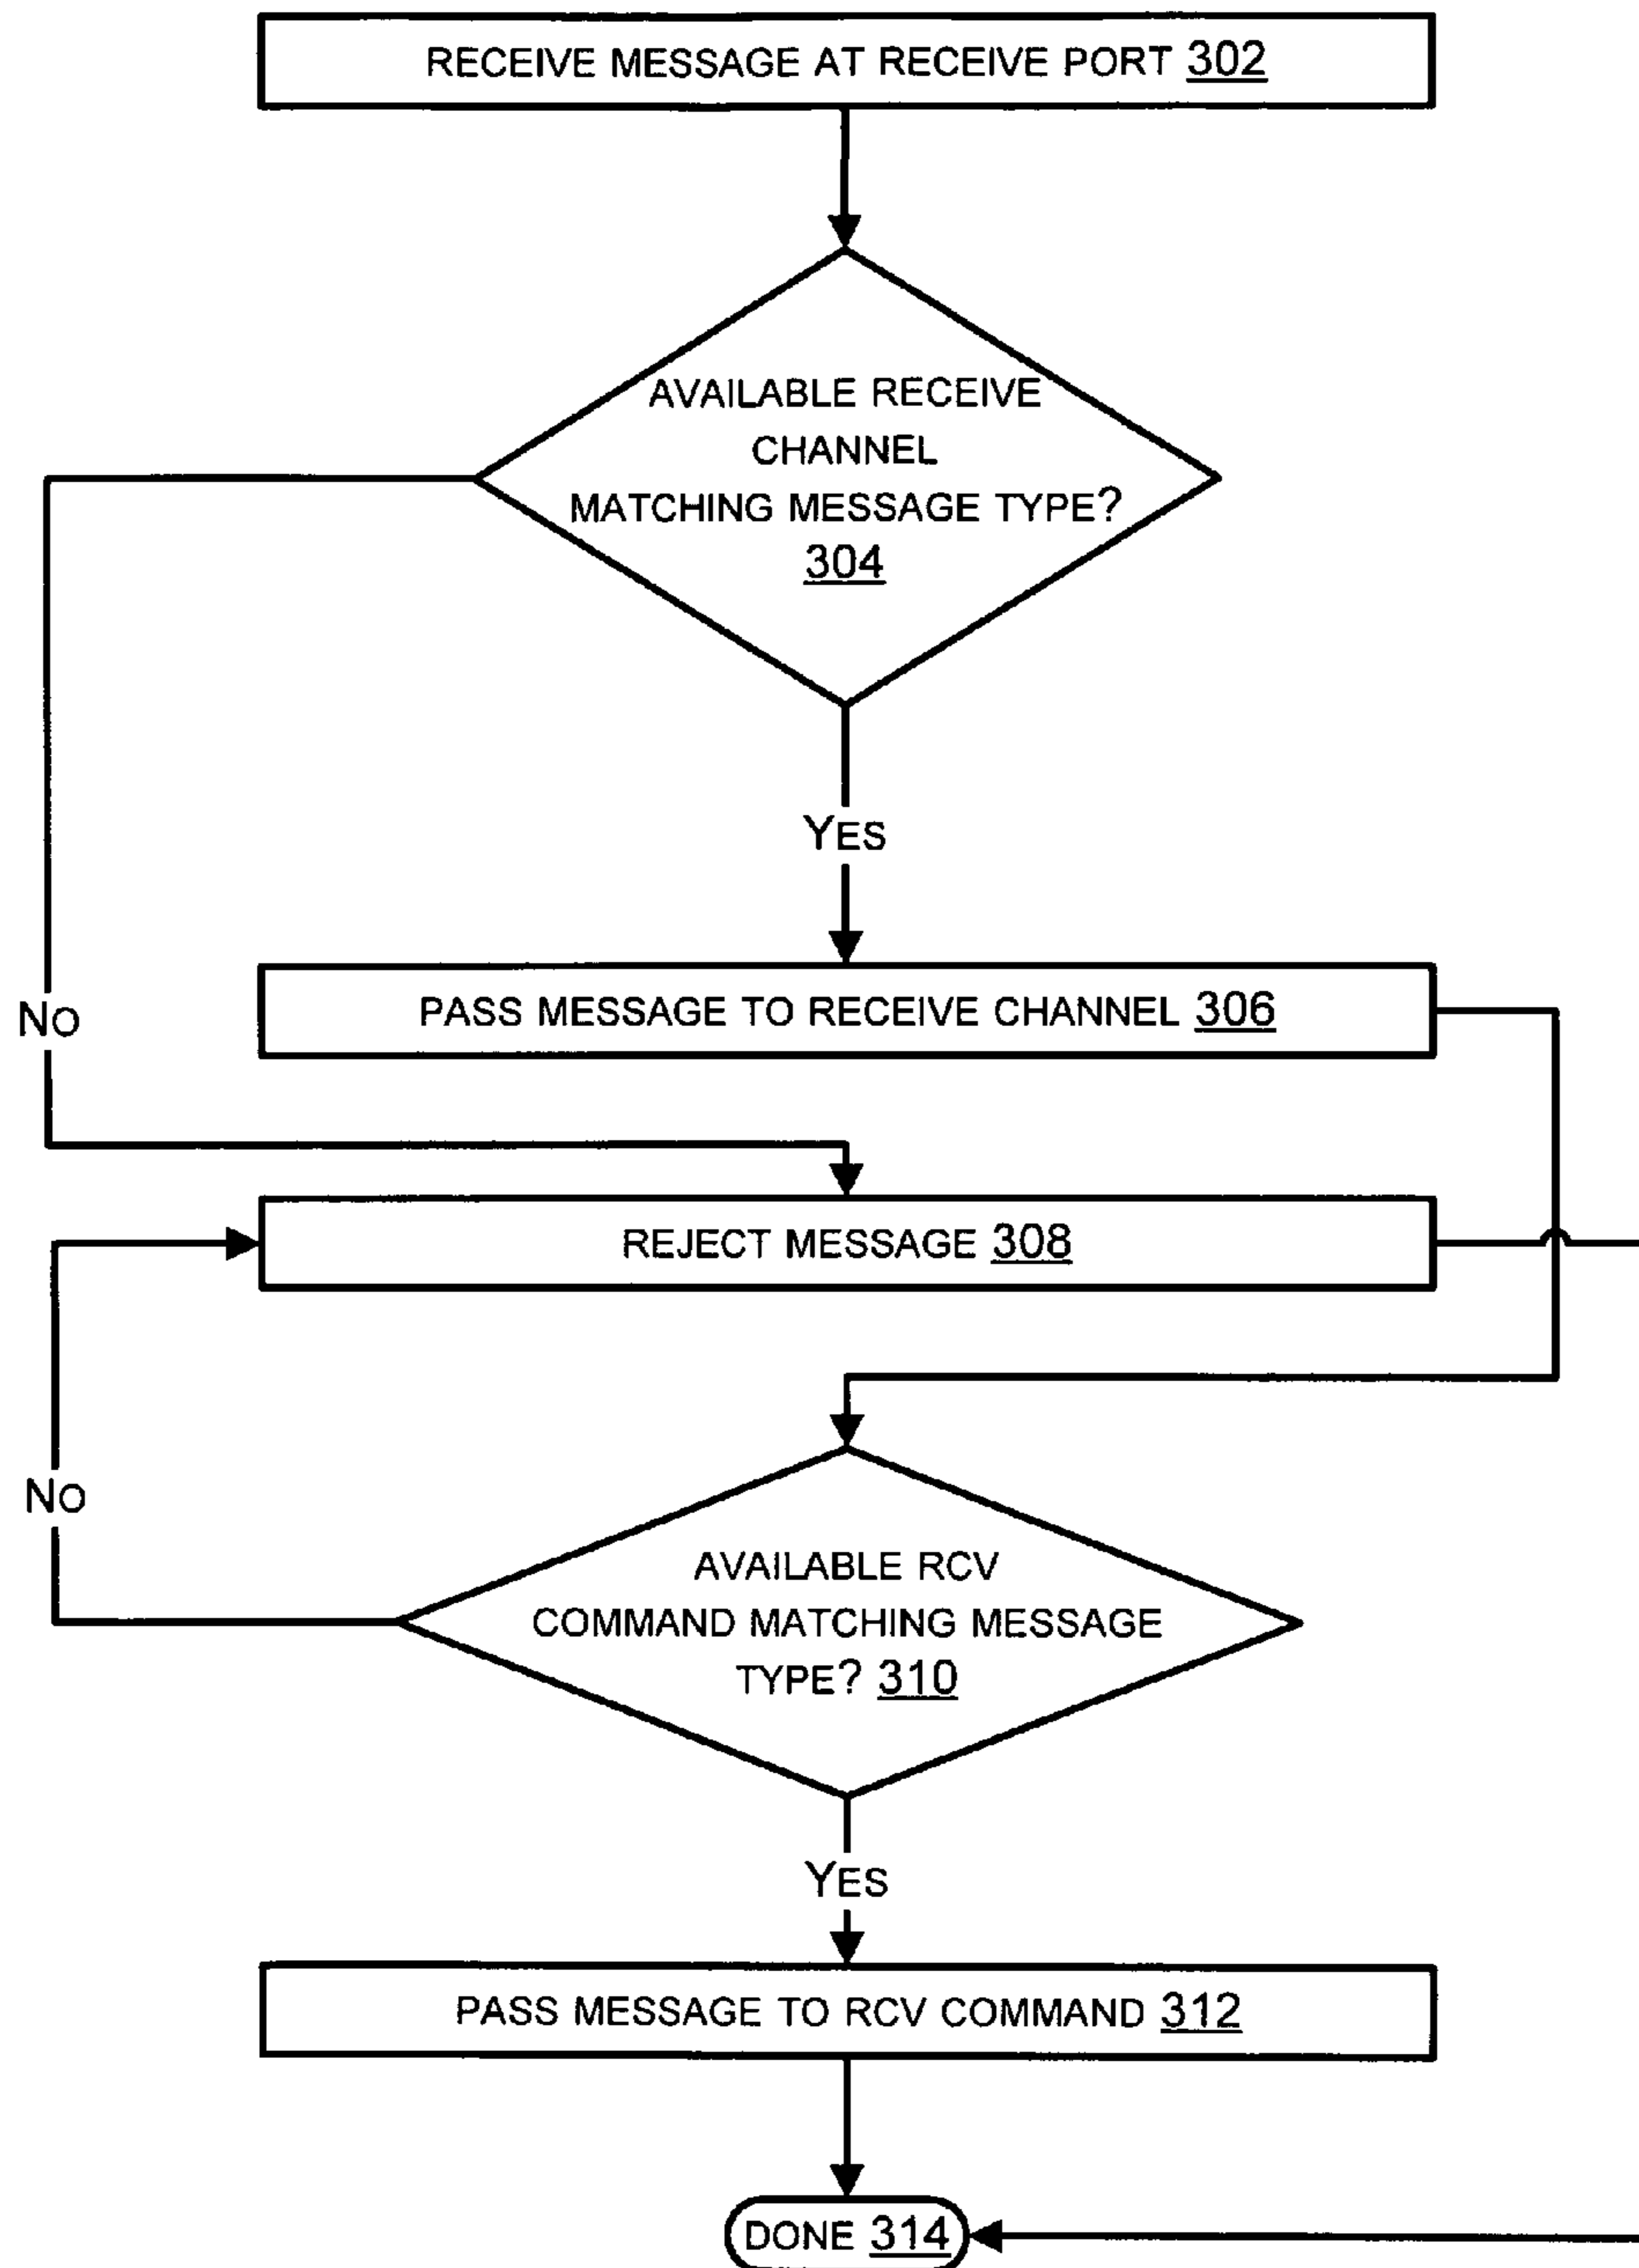 RECEIVE MESSAGE AT RECEIVE PORT 302
AVAILABLE RECEIVE
CHANNEL
MATCHING MESSAGE TYPE?
304
YES
PASS MESSAGE TO RECEIVE CHANNEL 306
NO
REJECT MESSAGE 308
NO
AVAILABLE RCV
COMMAND MATCHING MESSAGE
TYPE? 310
YES
PASS MESSAGE TO RCV COMMAND 312
DONE 314